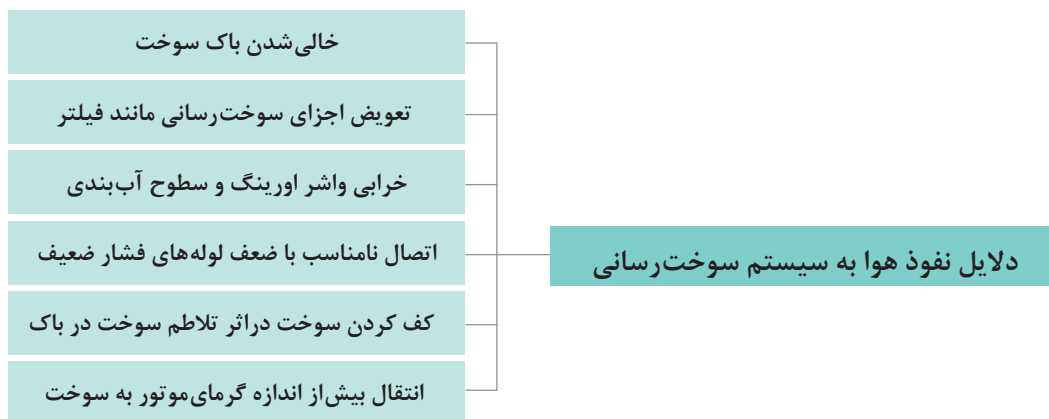 دلایل نفوذ هوا به سیستم سوخت‌رسانی
خالی‌شدن باک سوخت
تعویض اجزای سوخت‌رسانی مانند فیلتر
خرابی واشر اورینگ و سطوح آب‌بندی
اتصال نامناسب با ضعف لوله‌های فشار ضعیف
کف کردن سوخت دراثر تلاطم سوخت در باک
انتقال بیش‌از اندازه گرمای‌موتور به سوخت